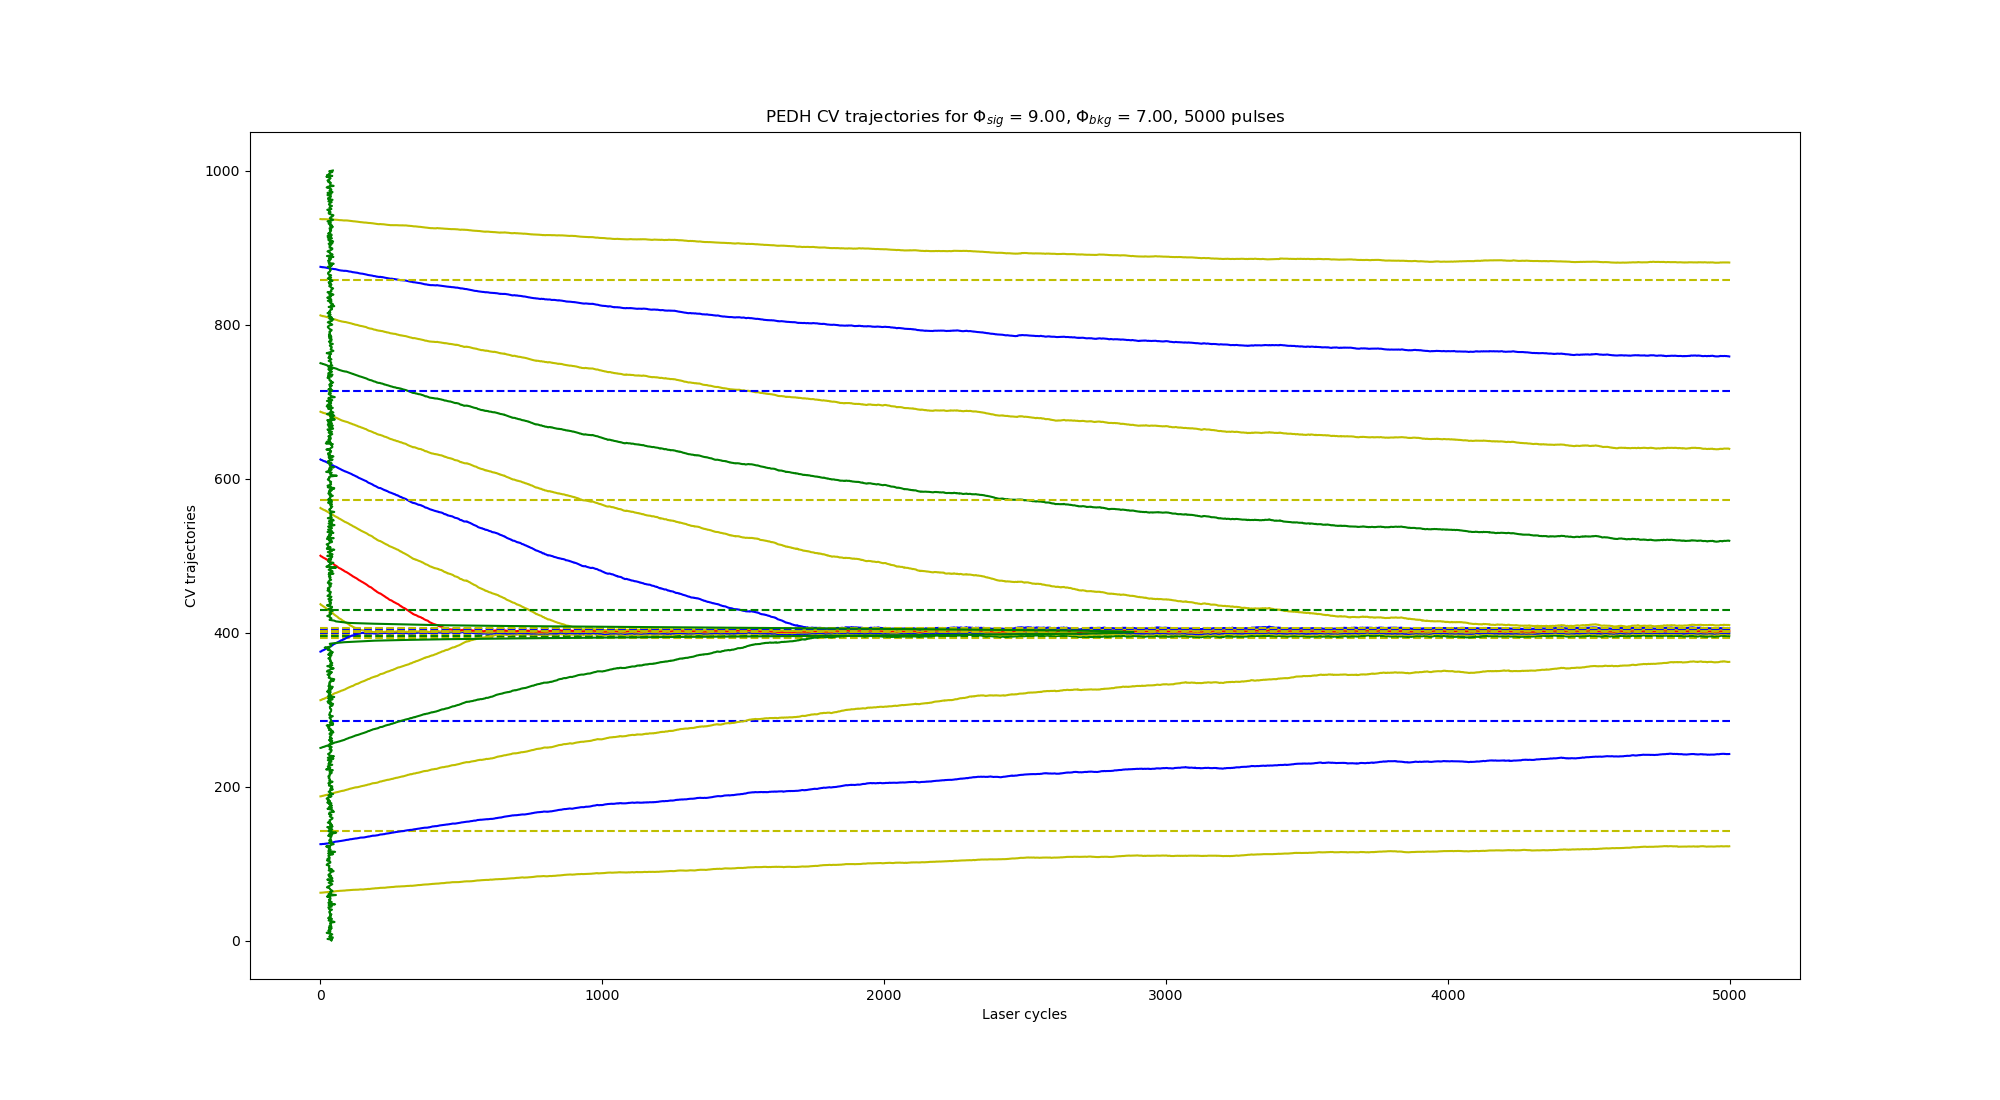 PEDH CV trajectories for Φsig = 9.00, Φbkg = 7.00, 5000 pulses
1000
800
600
400
200
0
CV trajectories
0 1000 2000 3000 4000 5000
Laser cycles